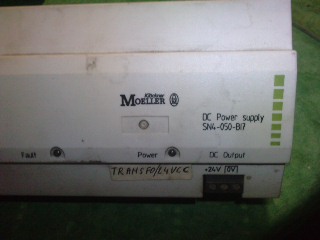 Klöckner
MOELLER
DC Power supply
SN4-050-BI7
Fault
Power
DC Output
TRANSFO/24VCC
+24V 0V